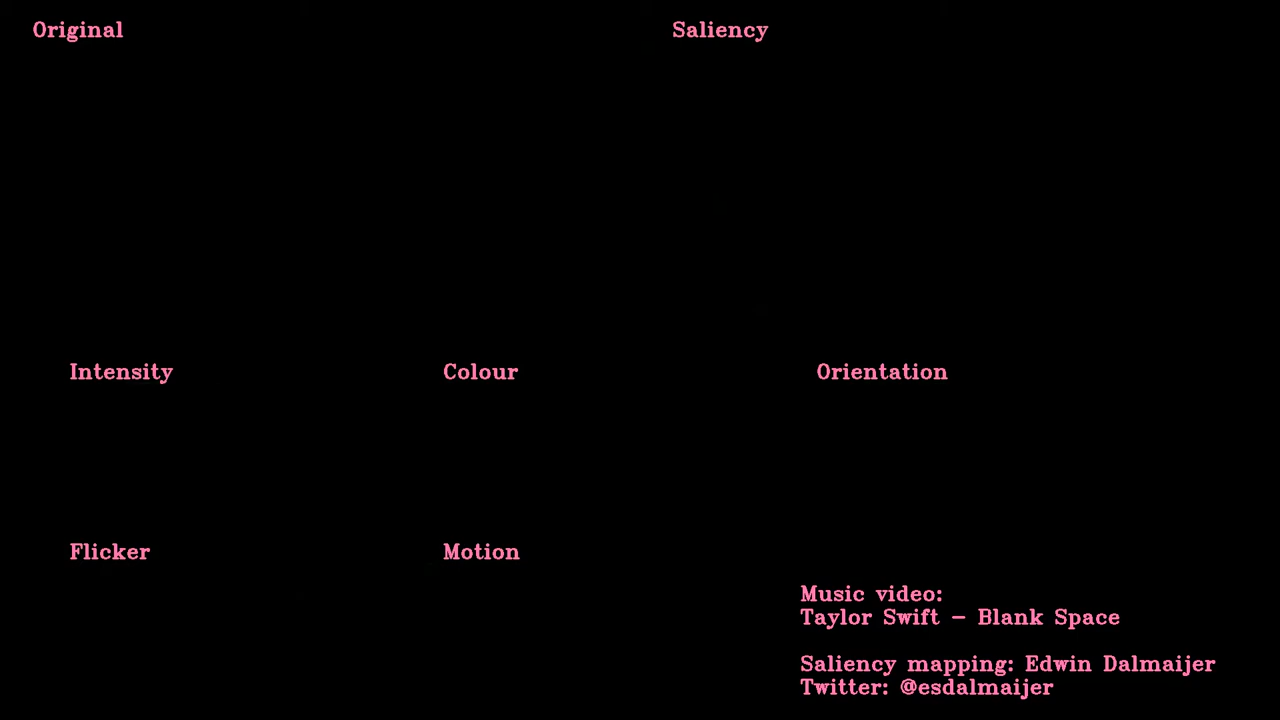 Original
Saliency
Intensity
Colour
Orientation
Flicker
Motion
Music video:
Taylor Swift - Blank Space
Saliency mapping: Edwin Dalmaijer
Twitter: @esdalmaijer